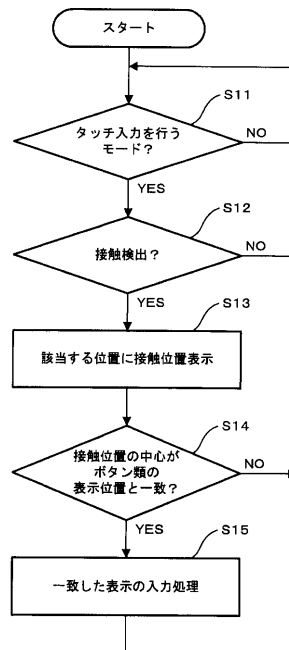 スタート
S11
タッチ入力を行う
モード？
NO
YES
S12
接触検出？
NO
YES
S13
該当する位置に接触位置表示
S14
接触位置の中心が
ボタン類の
表示位置と一致？
NO
YES
S15
一致した表示の入力処理